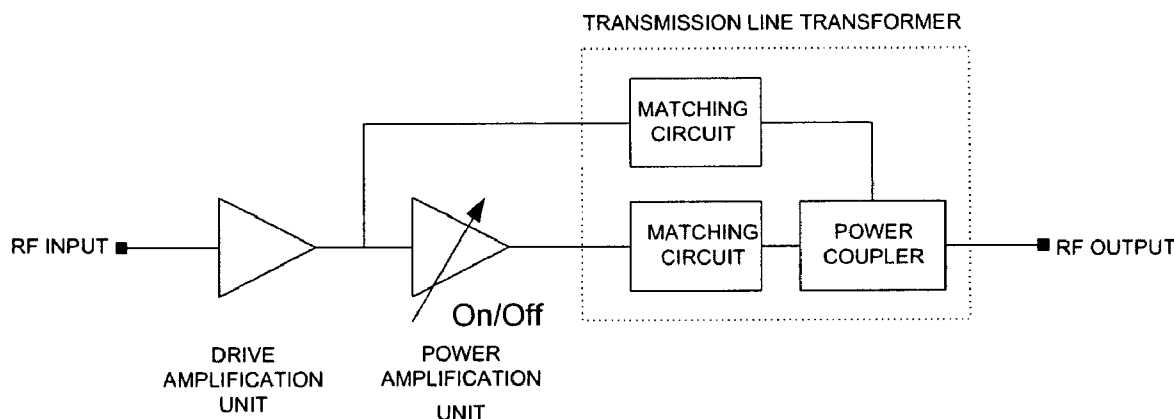 TRANSMISSION LINE TRANSFORMER
MATCHING
CIRCUIT
RF INPUT
MATCHING
CIRCUIT
POWER
COUPLER
RF OUTPUT
On/Off
DRIVE
AMPLIFICATION
UNIT
POWER
AMPLIFICATION
UNIT